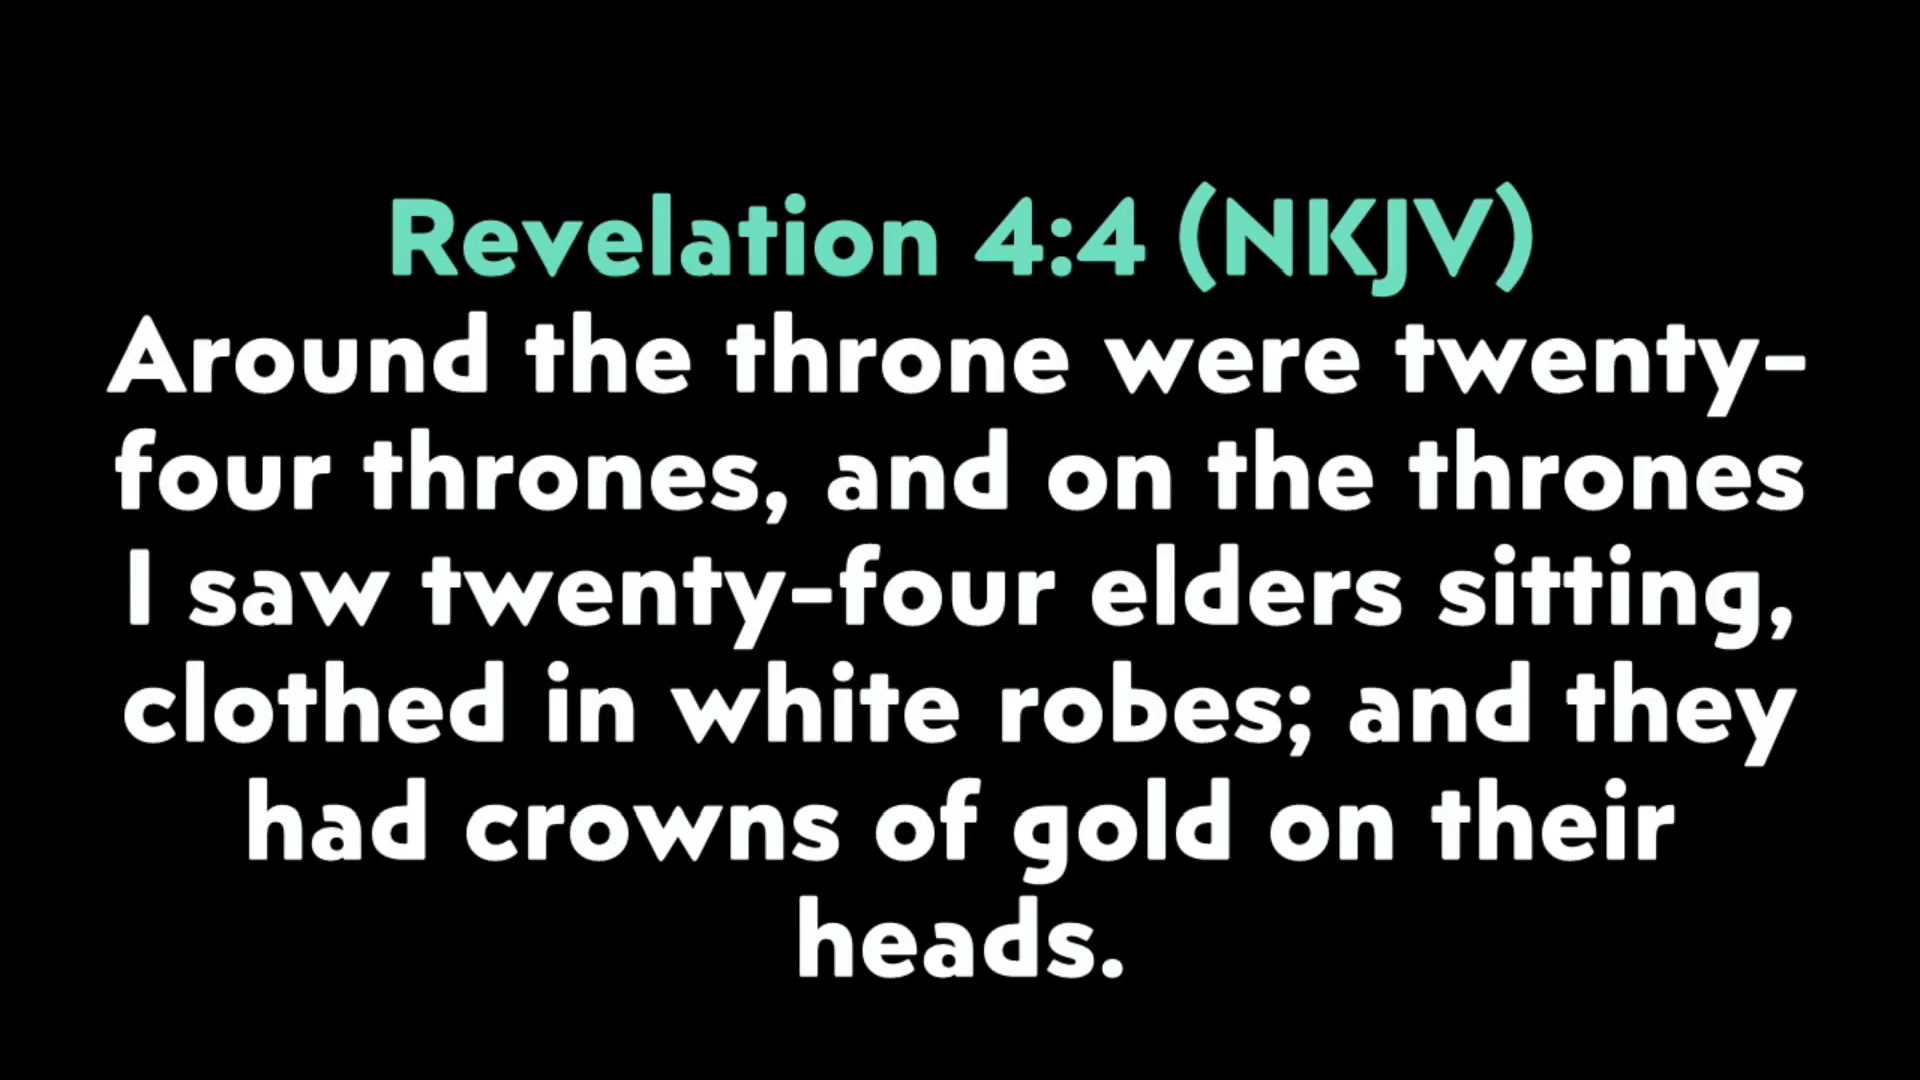 Revelation 4:4 (NKJV)
Around the throne were twenty-
four thrones, and on the thrones
I saw twenty-four elders sitting,
clothed in white robes; and they
had crowns of gold on their
heads.